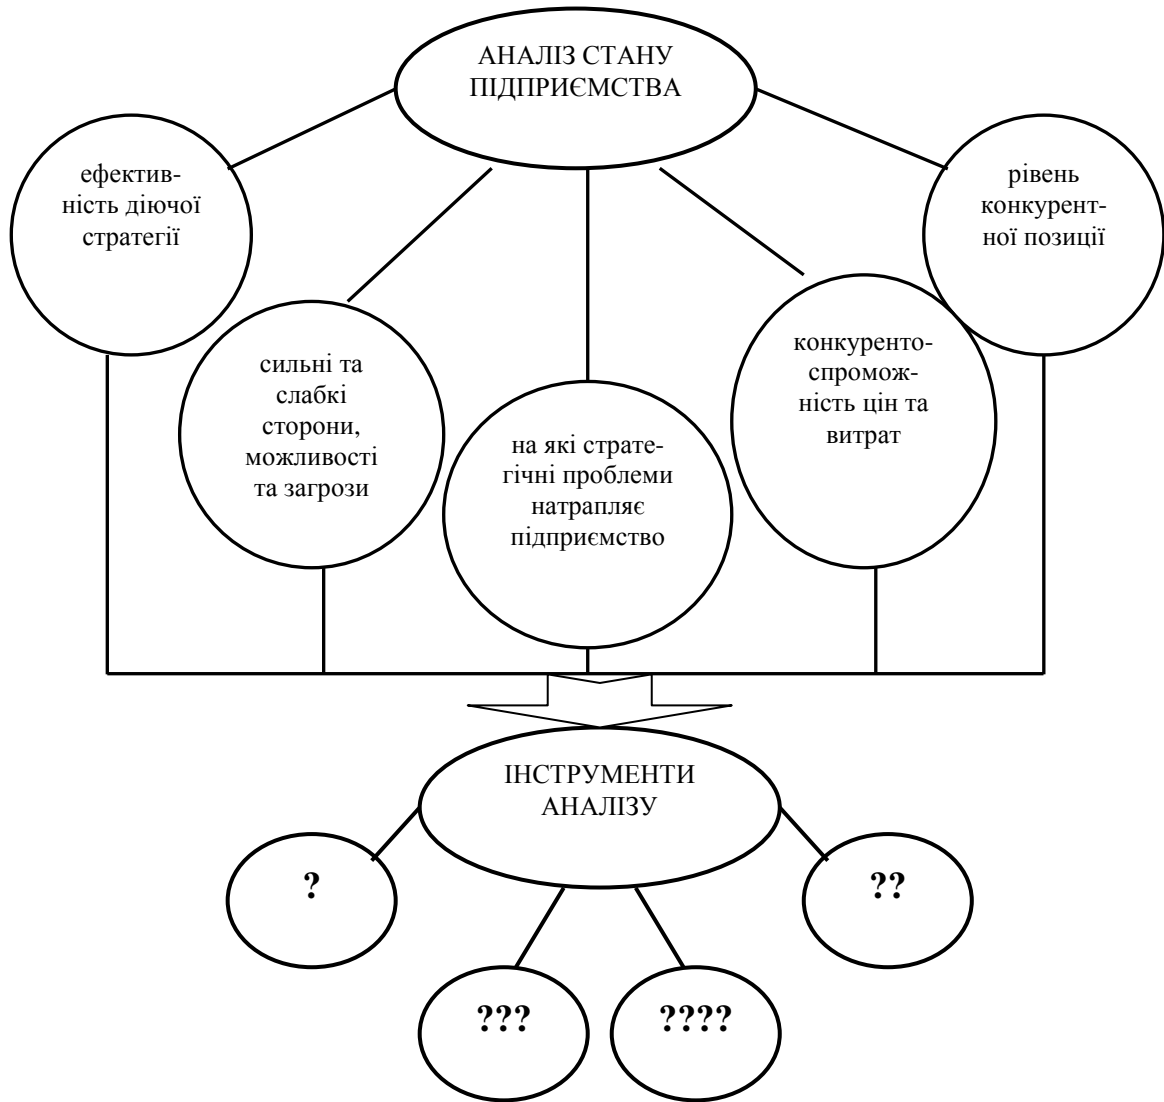 АНАЛІЗ СТАНУ
ПІДПРИЄМСТВА
ефектив-
ність діючої
стратегії
рівень
конкурент-
ної позиції
сильні та
слабкі
сторони,
можливості
та загрози
на які страте-
гічні проблеми
натрапляє
підприємство
конкуренто-
спромож-
ність цін та
витрат
ІНСТРУМЕНТИ
АНАЛІЗУ
?
??
???
????